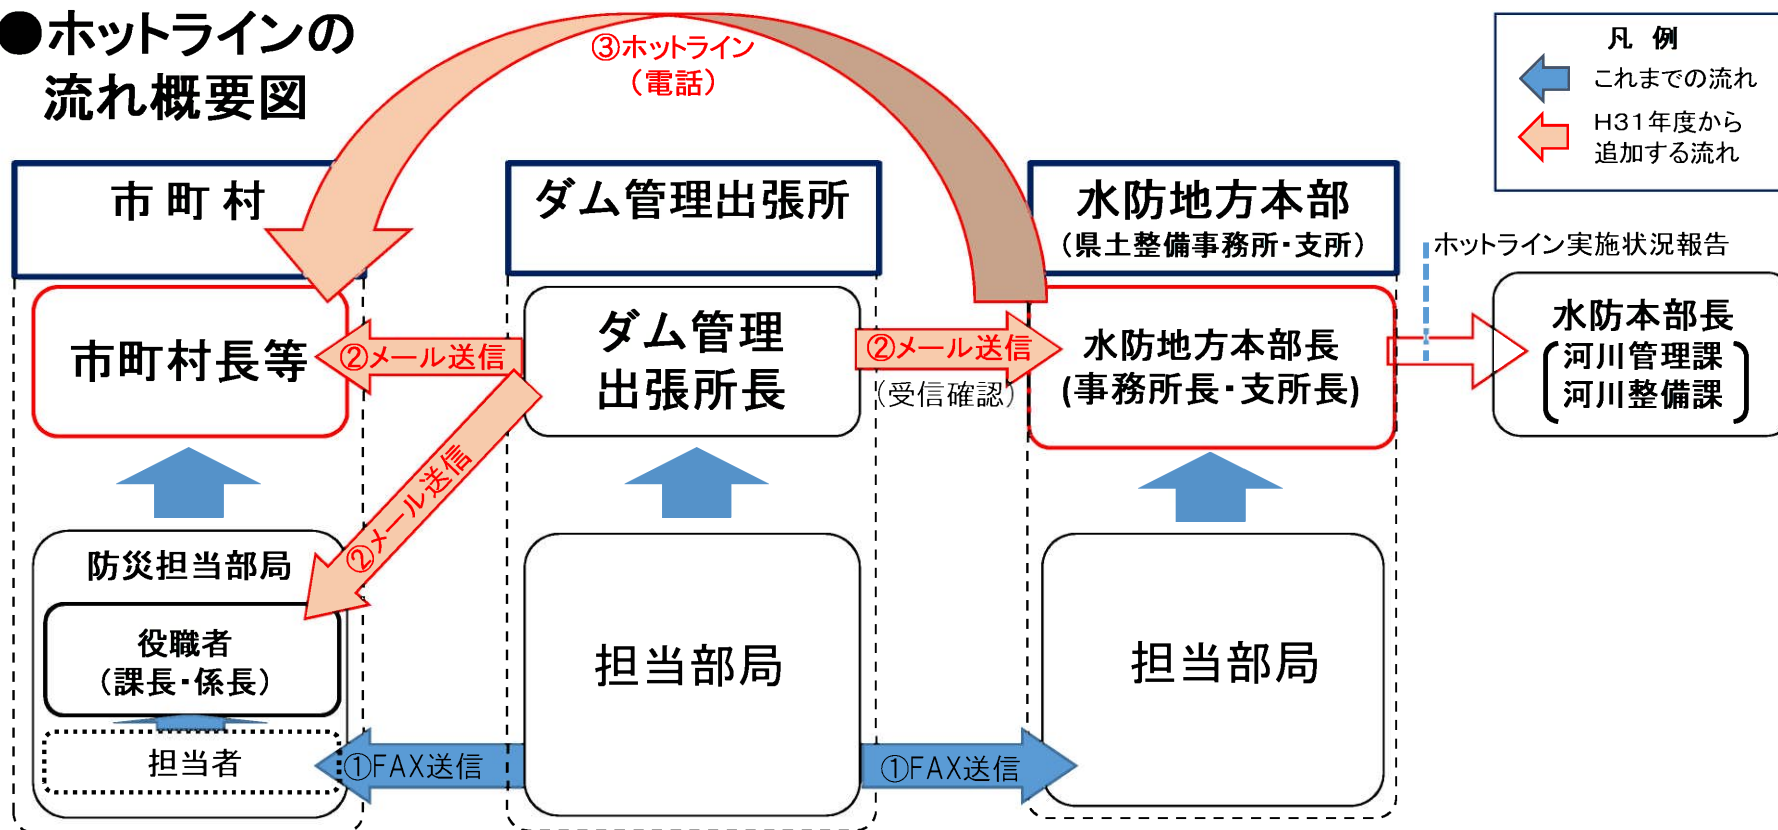 ●ホットラインの
流れ概要図
③ホットライン
（電話）
凡 例
これまでの流れ
H31年度から
追加する流れ
市町村
ダム管理出張所
水防地方本部
（県土整備事務所・支所）
ホットライン実施状況報告
市町村長等
②メール送信
ダム管理
出張所長
②メール送信
（受信確認）
水防地方本部長
(事務所長・支所長)
水防本部長
河川管理課
河川整備課
②メール送信
防災担当部局
役職者
（課長・係長）
担当者
①FAX送信
担当部局
①FAX送信
担当部局